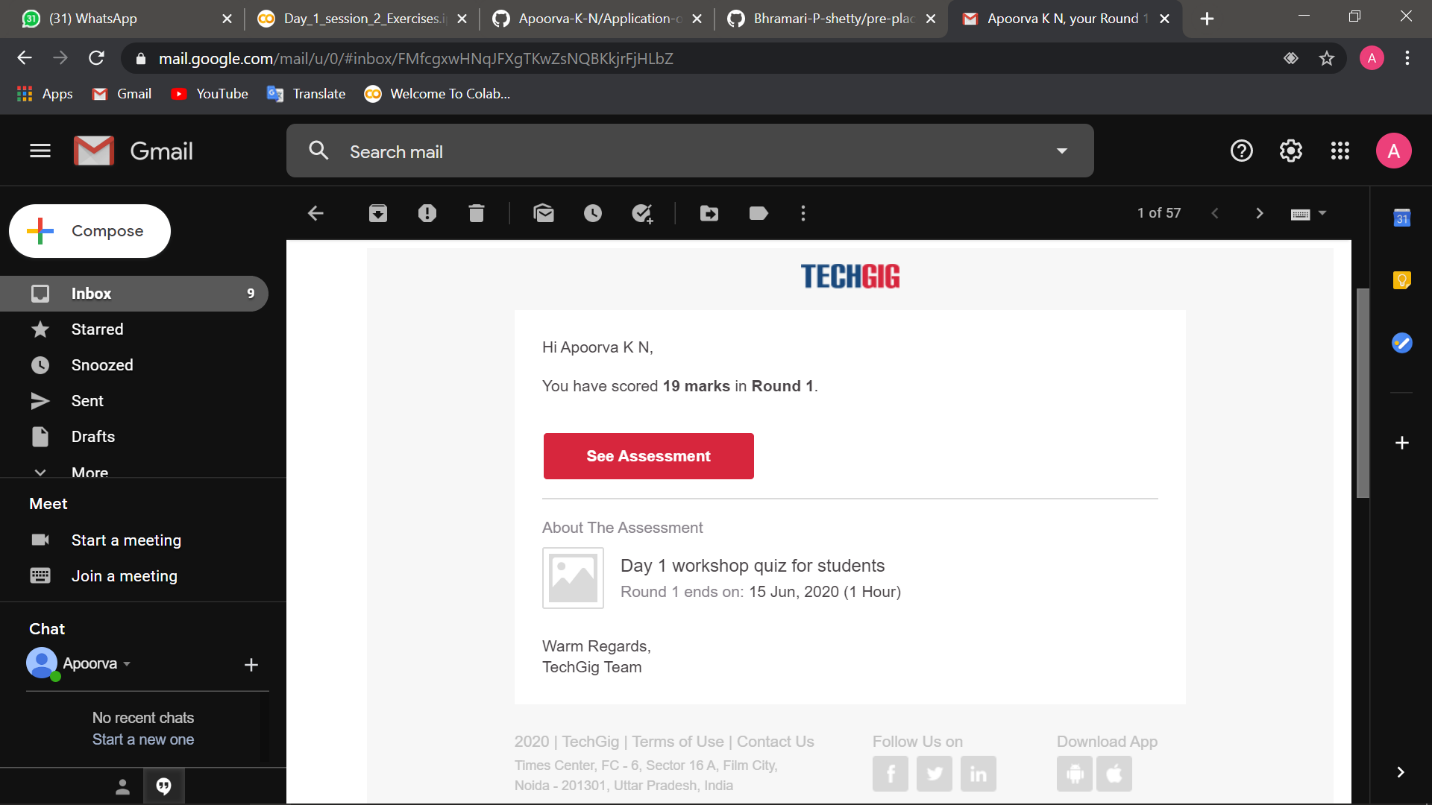 (31) WhatsApp
Day_1_session_2_Exercises.i
Apoorva-K-N/Application-o
Bhramari-P-shetty/pre-plac
Apoorva K N, your Round 1
mail.google.com/mail/u/0/#inbox/FMfcgxwHNqJFXgTKwZsNQBKkjrFjHLbZ
A
Apps
Gmail
YouTube
Translate
Welcome To Colab...
Gmail
Search mail
A
Compose
1 of 57
31
TECHGIG
Inbox 9
Starred
Snoozed
Sent
Drafts
More
Meet
Start a meeting
Join a meeting
Chat
Apoorva
No recent chats
Start a new one
Hi Apoorva K N,
You have scored 19 marks in Round 1.
See Assessment
About The Assessment
Day 1 workshop quiz for students
Round 1 ends on: 15 Jun, 2020 (1 Hour)
Warm Regards,
TechGig Team
2020 | TechGig | Terms of Use | Contact Us
Times Center, FC - 6, Sector 16 A, Film City,
Noida - 201301, Uttar Pradesh, India
Follow Us on
Download App